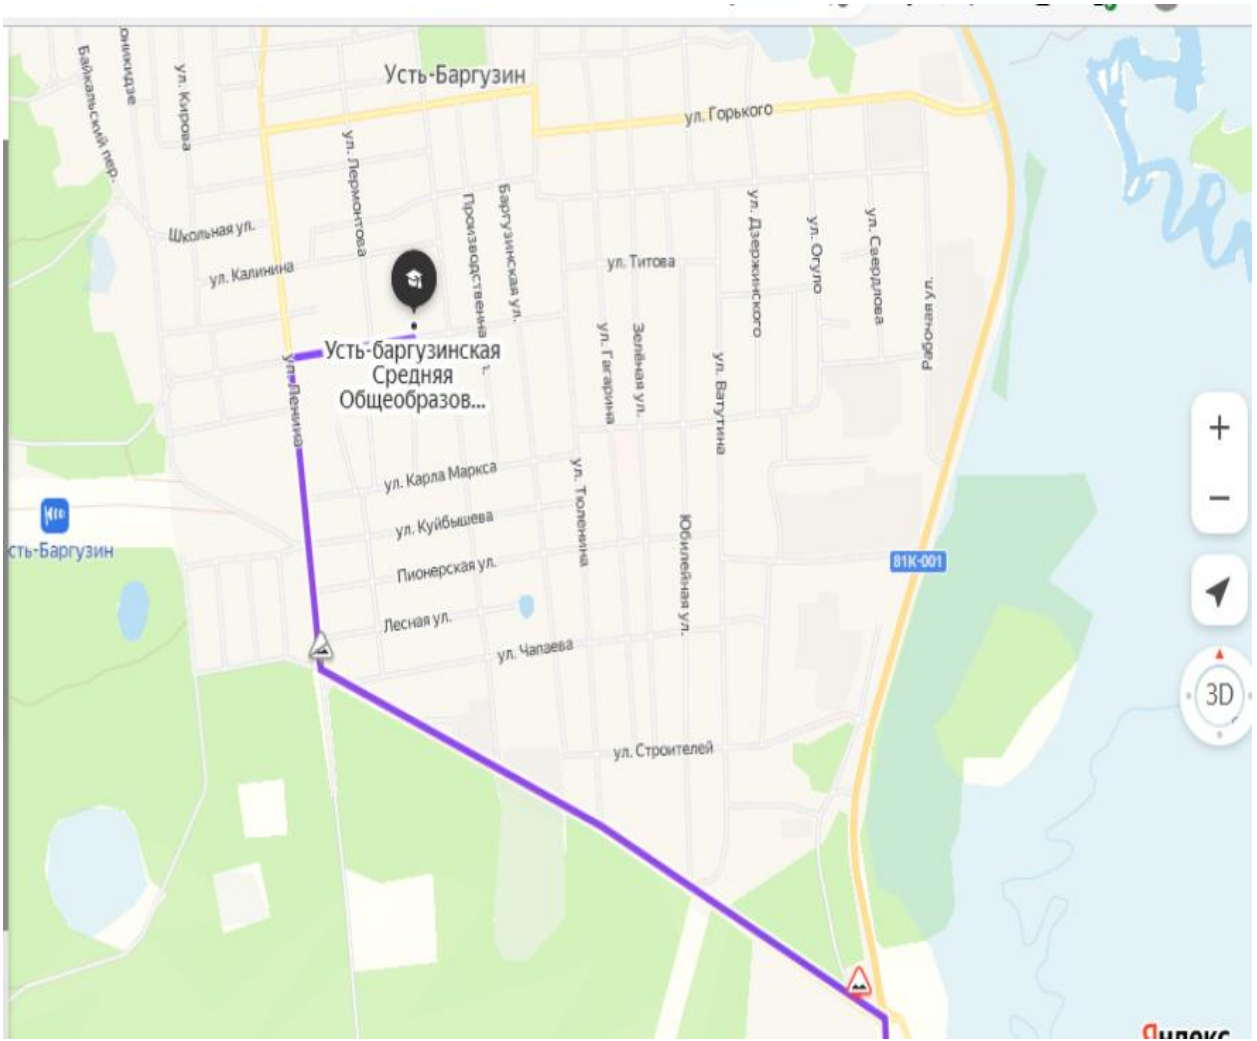 Усть-Баргузин
ул. Горького
оникидзе
Байкальский пер.
ул. Кирова
ул. Лермонтова
Школьная ул.
ул. Калинина
Производственна
Баргузинская ул.
ул. Титова
ул. Дзержинского
ул. Огуло
ул. Свердлова
Рабочая ул.
ул. Гагарина
Зелёная ул.
ул. Ватутина
ул. Ленина
Усть-баргузинская
Средняя
Общеобразов...
ул. Карла Маркса
ул. Куйбышева
Пионерская ул.
Лесная ул.
ул. Чапаева
ул. Тюленина
Юбилейная ул.
ул. Строителей
сть-Баргузин
81К-001
+
−
3D
Яндекс